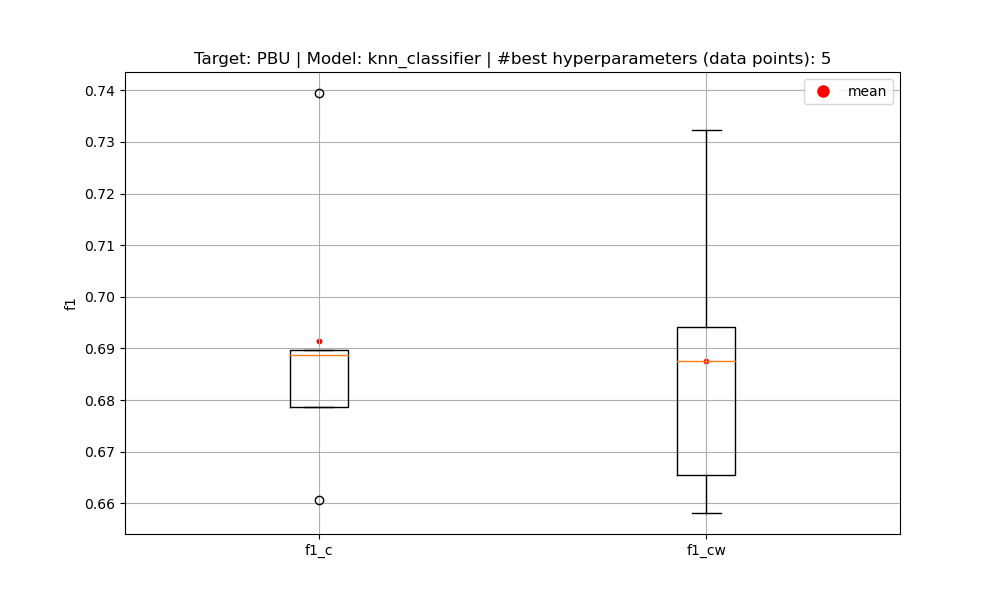 Target: PBU | Model: knn_classifier | #best hyperparameters (data points): 5
mean
0.74
0.73
0.72
0.71
0.70
0.69
0.68
0.67
0.66
f1
f1_c
f1_cw